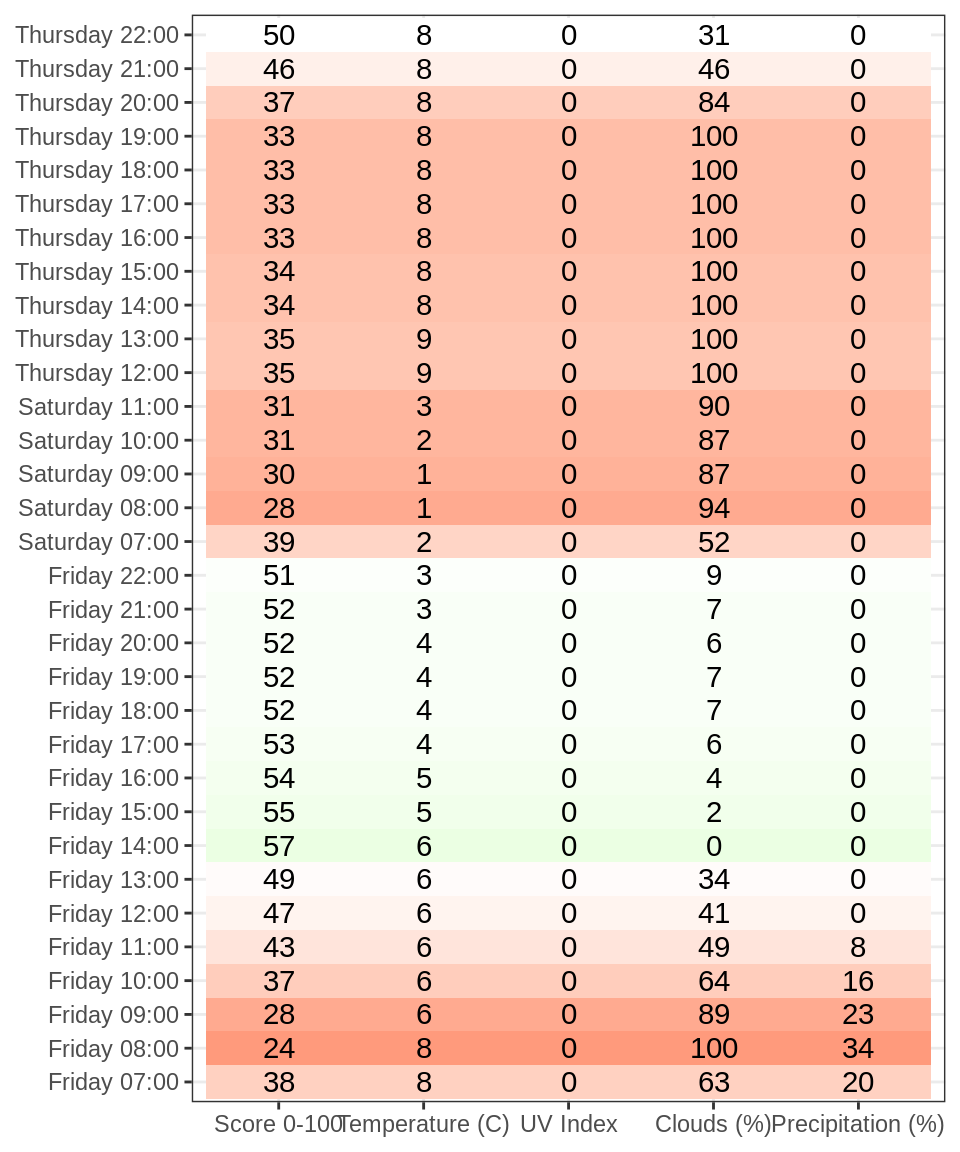 Thursday 22:00 50 8 0 31 0
Thursday 21:00 46 8 0 46 0
Thursday 20:00 37 8 0 84 0
Thursday 19:00 33 8 0 100 0
Thursday 18:00 33 8 0 100 0
Thursday 17:00 33 8 0 100 0
Thursday 16:00 33 8 0 100 0
Thursday 15:00 34 8 0 100 0
Thursday 14:00 34 8 0 100 0
Thursday 13:00 35 9 0 100 0
Thursday 12:00 35 9 0 100 0
Saturday 11:00 31 3 0 90 0
Saturday 10:00 31 2 0 87 0
Saturday 09:00 30 1 0 87 0
Saturday 08:00 28 1 0 94 0
Saturday 07:00 39 2 0 52 0
Friday 22:00 51 3 0 9 0
Friday 21:00 52 3 0 7 0
Friday 20:00 52 4 0 6 0
Friday 19:00 52 4 0 7 0
Friday 18:00 52 4 0 7 0
Friday 17:00 53 4 0 6 0
Friday 16:00 54 5 0 4 0
Friday 15:00 55 5 0 2 0
Friday 14:00 57 6 0 0 0
Friday 13:00 49 6 0 34 0
Friday 12:00 47 6 0 41 0
Friday 11:00 43 6 0 49 8
Friday 10:00 37 6 0 64 16
Friday 09:00 28 6 0 89 23
Friday 08:00 24 8 0 100 34
Friday 07:00 38 8 0 63 20
Score 0-100 Temperature (C) UV Index Clouds (%) Precipitation (%)